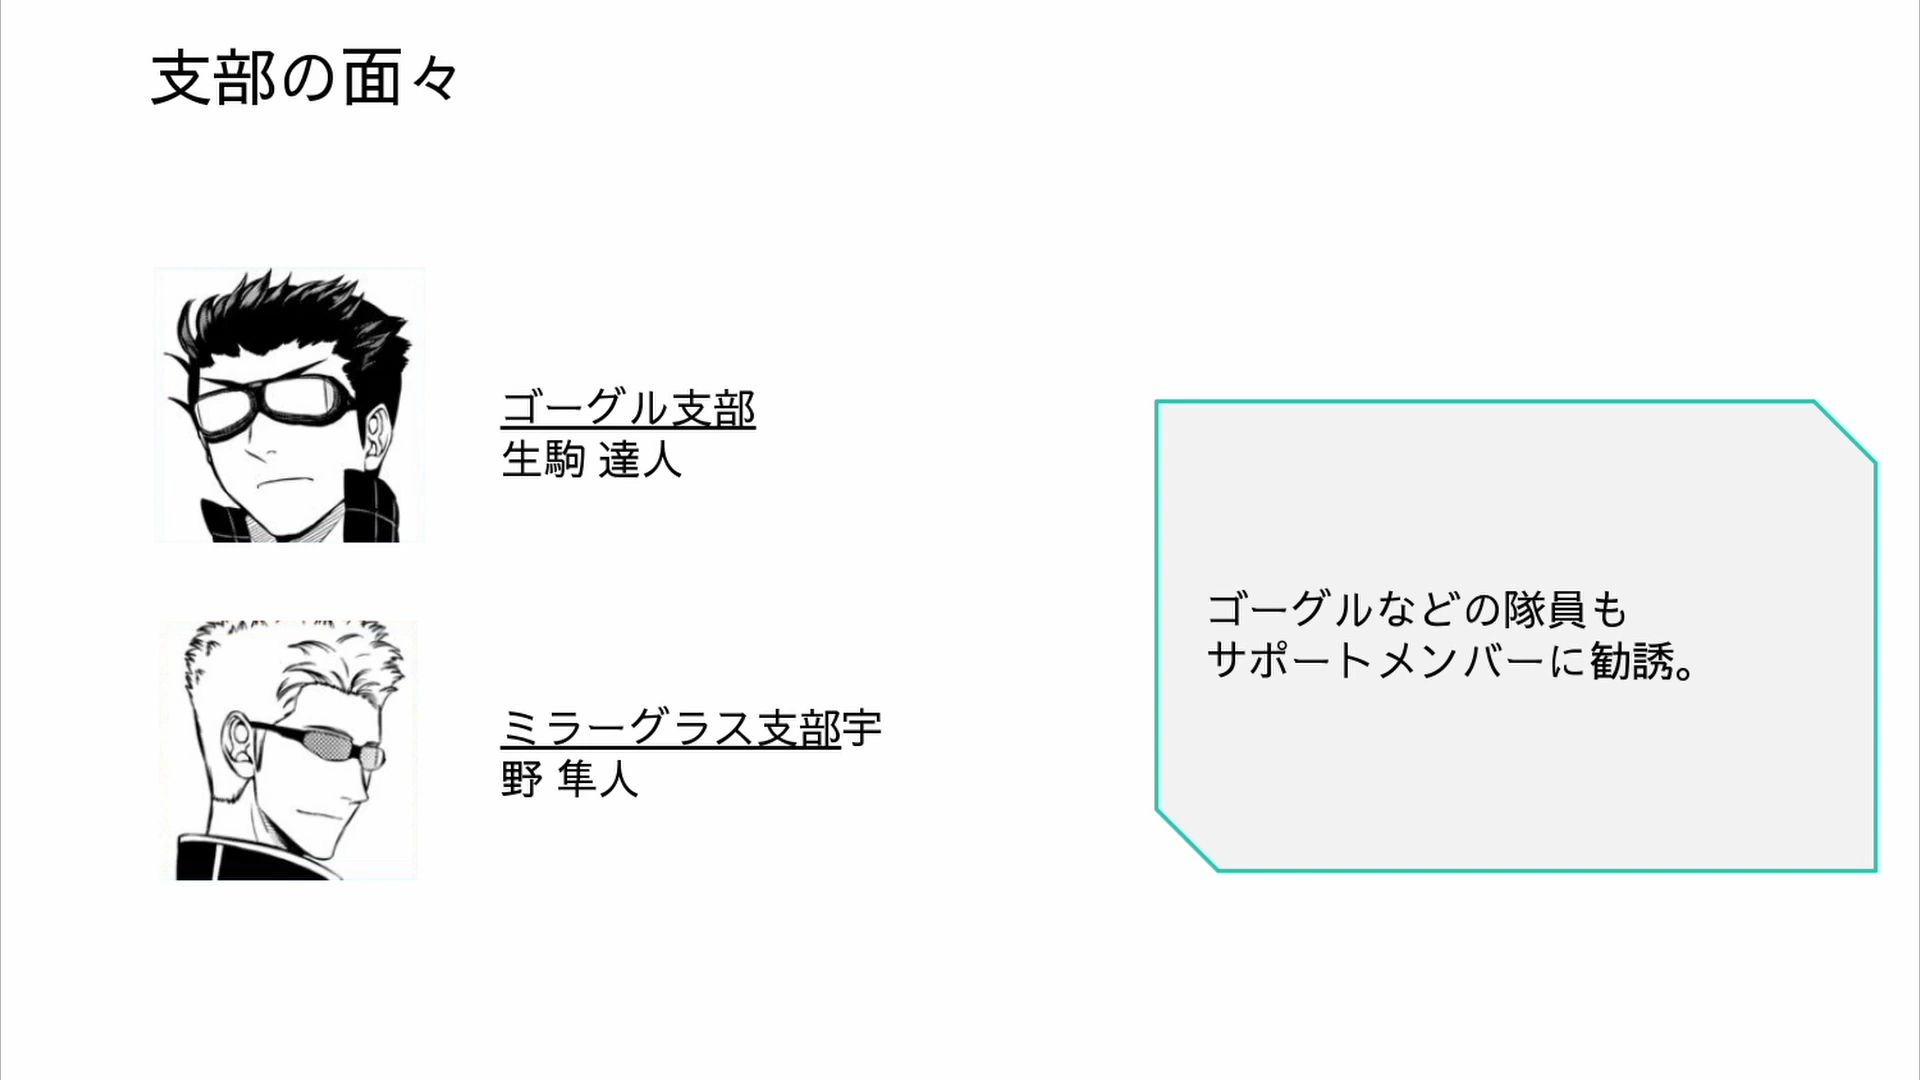 支部の面々
ゴーグル支部
生駒 達人
ミラーグラス支部宇
野 隼人
ゴーグルなどの隊員も
サポートメンバーに勧誘。